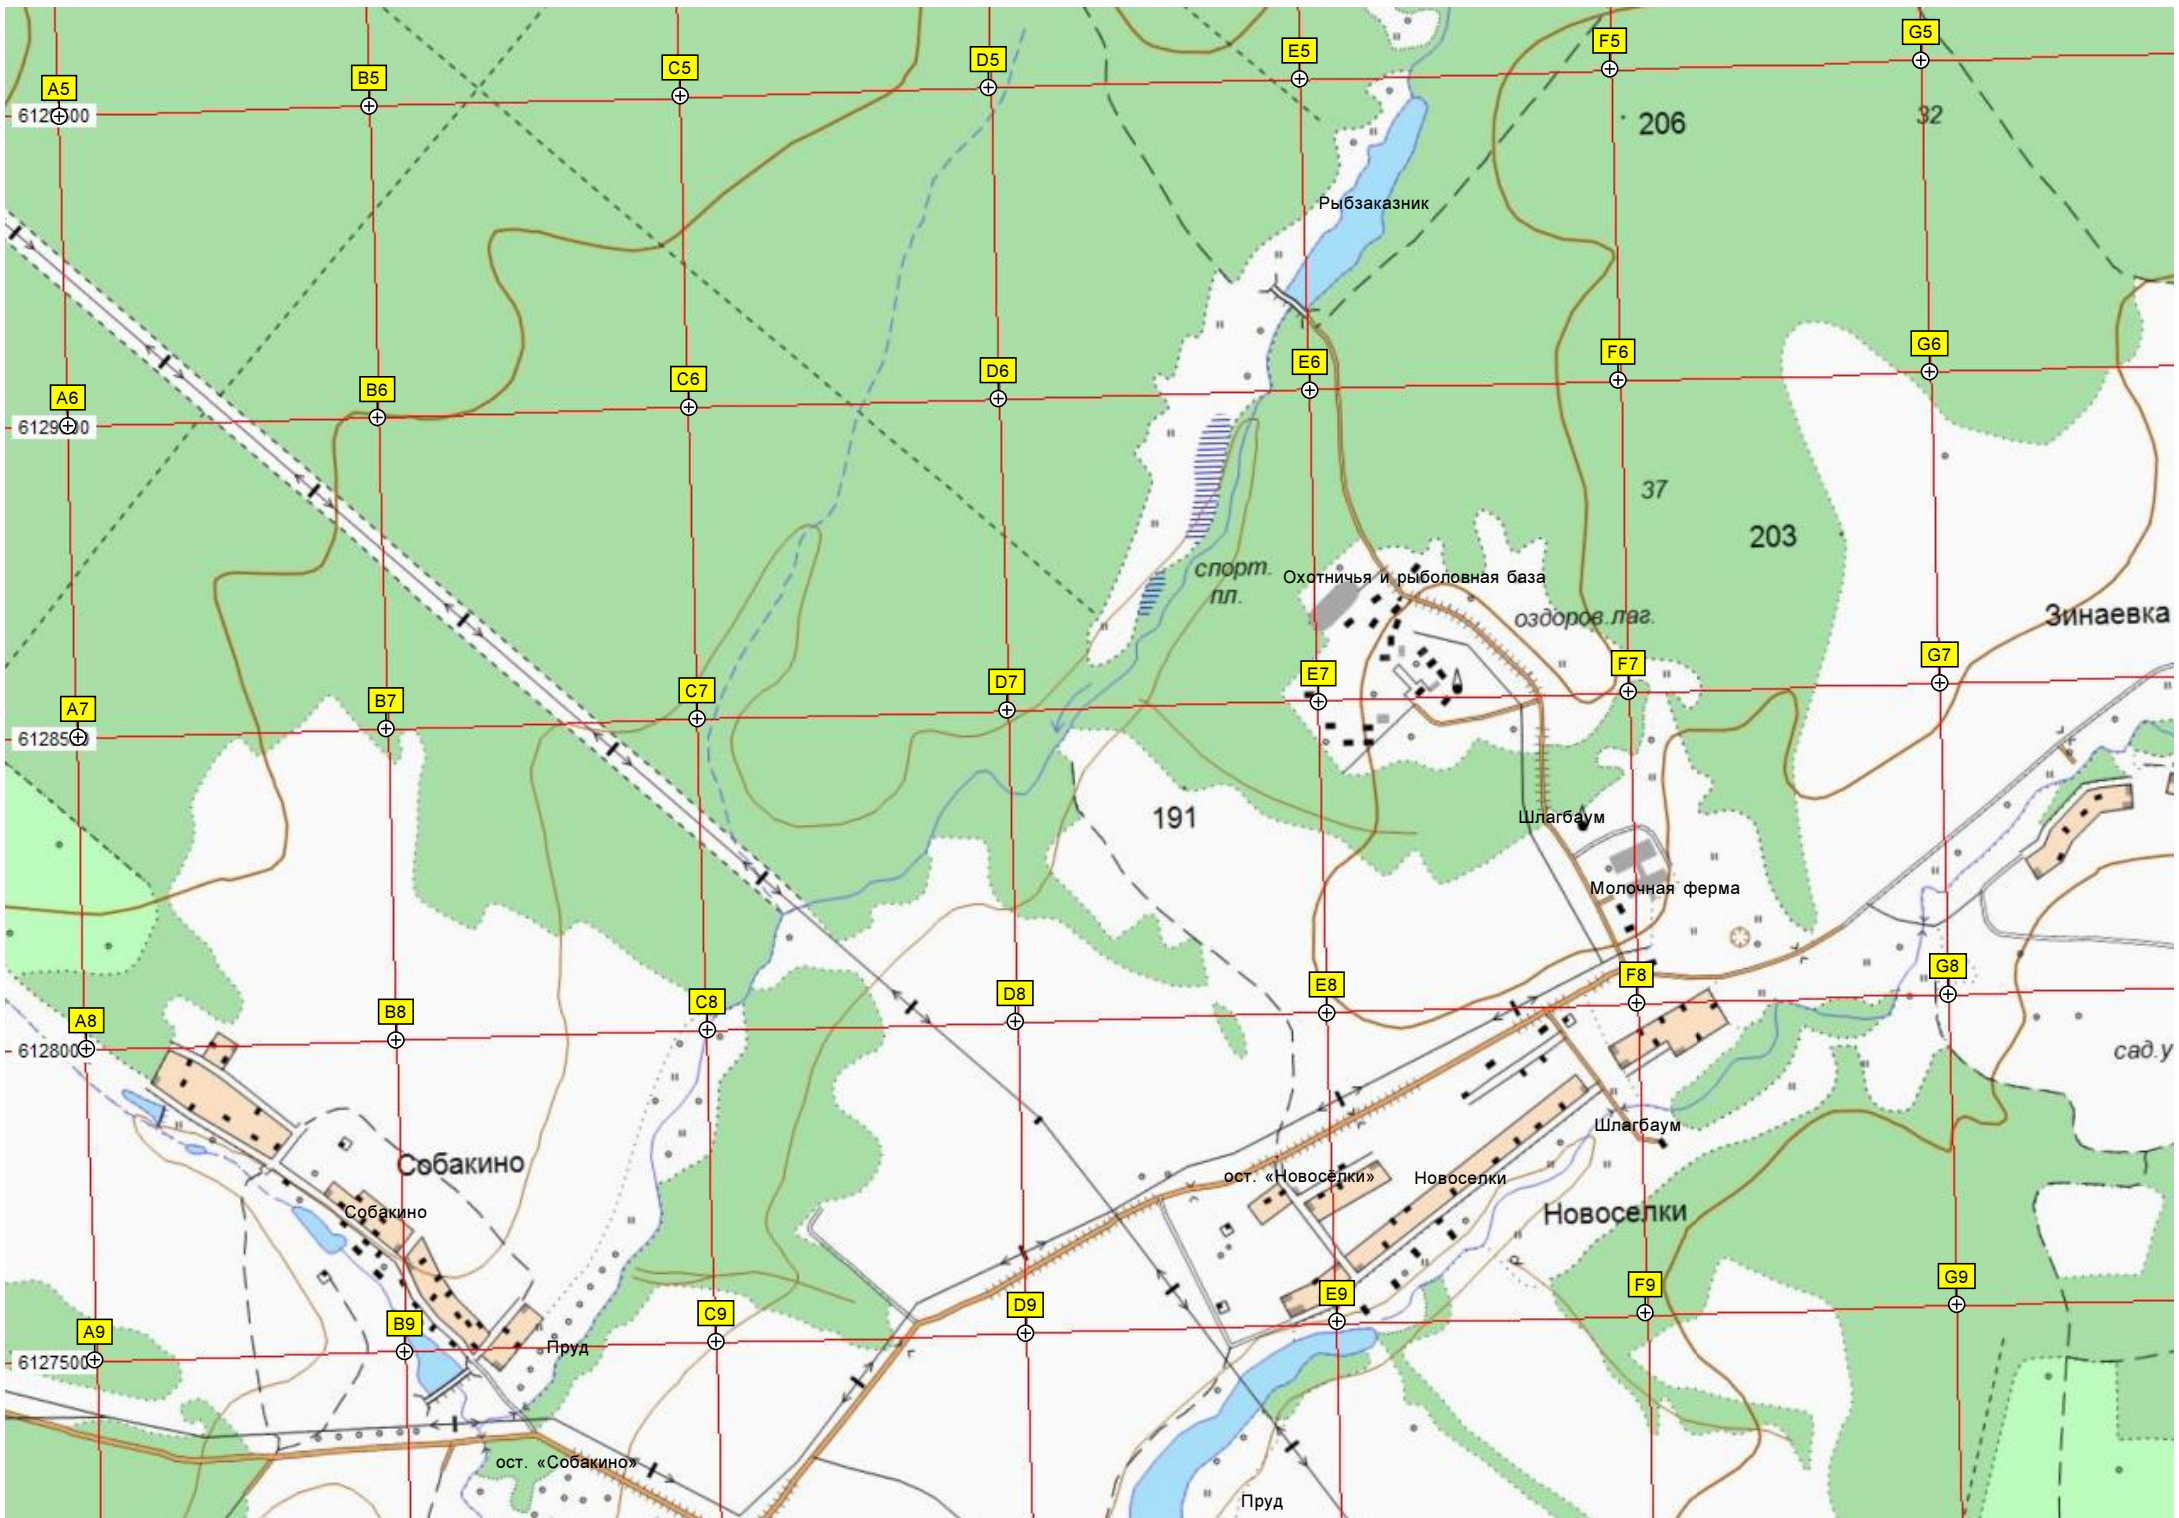 A5
B5
C5
D5
E5
F5
G5
206
32
Рыбзаказник
A6
B6
C6
D6
E6
F6
G6
37
203
спорт.
пл.
Охотничья и рыболовная база
оздоров.лаг.
Зинаевка
A7
B7
C7
D7
E7
F7
G7
191
Шлагбаум
Молочная ферма
A8
B8
C8
D8
E8
F8
G8
6128000
сад.у
Шлагбаум
Собакино
Собакино
ост. «Новосёлки»
Новоселки
Новоселки
A9
B9
C9
D9
E9
F9
G9
6127500
Пруд
ост. «Собакино»
Пруд